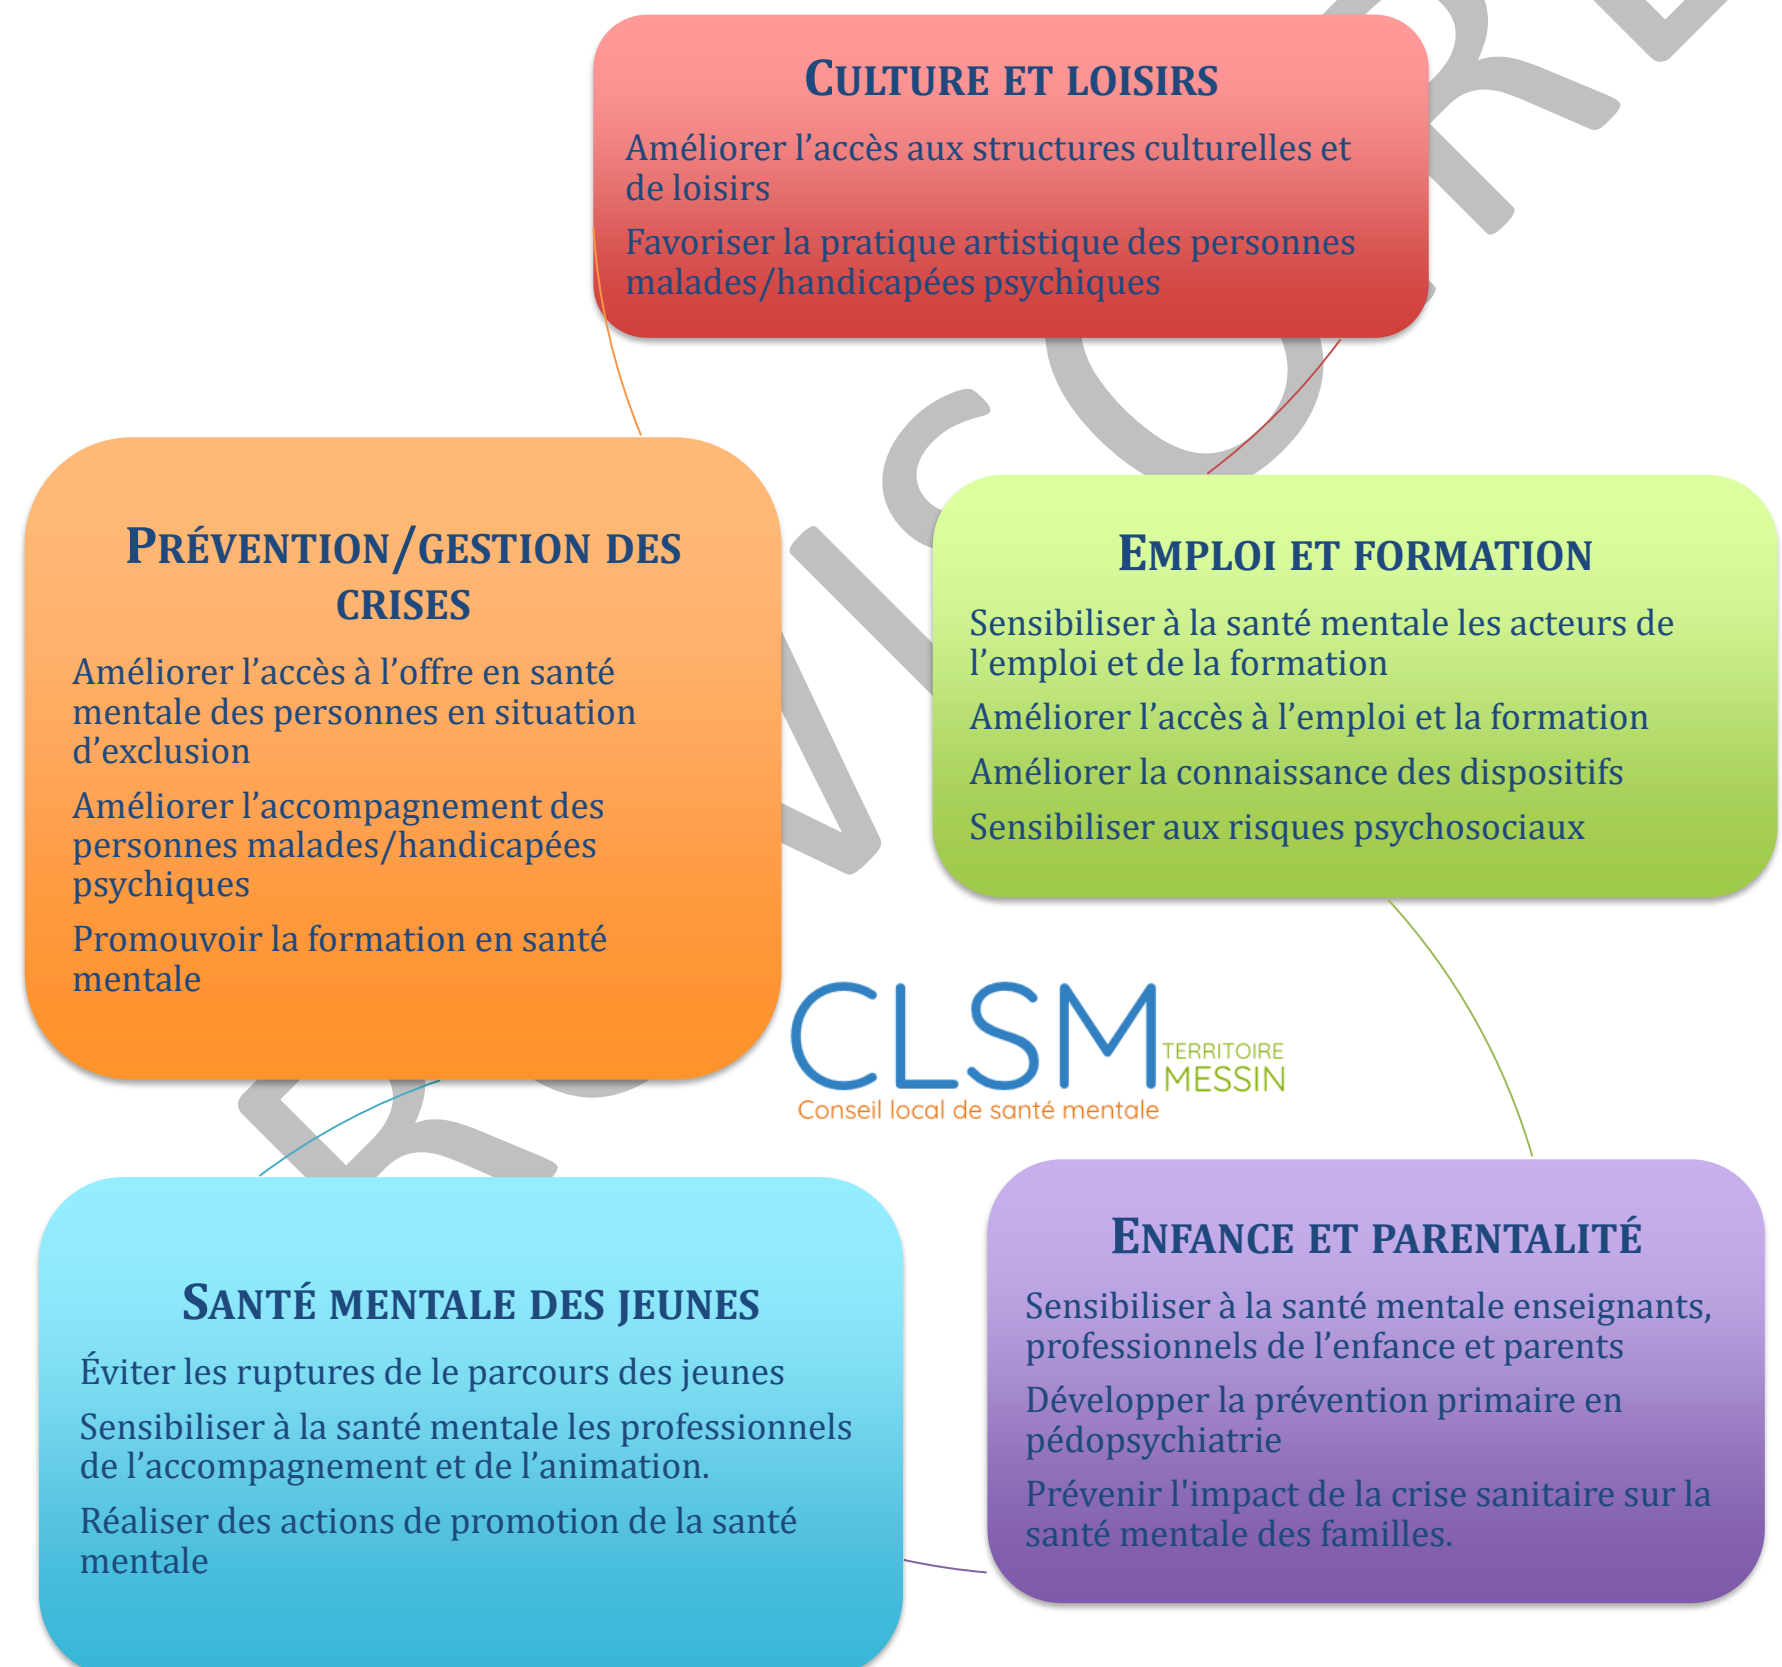 CULTURE ET LOISIRS
Améliorer l’accès aux structures culturelles et
de loisirs
Favoriser la pratique artistique des personnes
malades/handicapées psychiques
PRÉVENTION/GESTION DES
CRISES
Améliorer l’accès à l’offre en santé
mentale des personnes en situation
d’exclusion
Améliorer l’accompagnement des
personnes malades/handicapées
psychiques
Promouvoir la formation en santé
mentale
EMPLOI ET FORMATION
Sensibiliser à la santé mentale les acteurs de
l’emploi et de la formation
Améliorer l’accès à l’emploi et la formation
Améliorer la connaissance des dispositifs
Sensibiliser aux risques psychosociaux
CLSM
TERRITOIRE
MESSIN
Conseil local de santé mentale
SANTÉ MENTALE DES JEUNES
Éviter les ruptures de le parcours des jeunes
Sensibiliser à la santé mentale les professionnels
de l’accompagnement et de l’animation.
Réaliser des actions de promotion de la santé
mentale
ENFANCE ET PARENTALITÉ
Sensibiliser à la santé mentale enseignants,
professionnels de l’enfance et parents
Développer la prévention primaire en
pédopsychiatrie
Prévenir l'impact de la crise sanitaire sur la
santé mentale des familles.